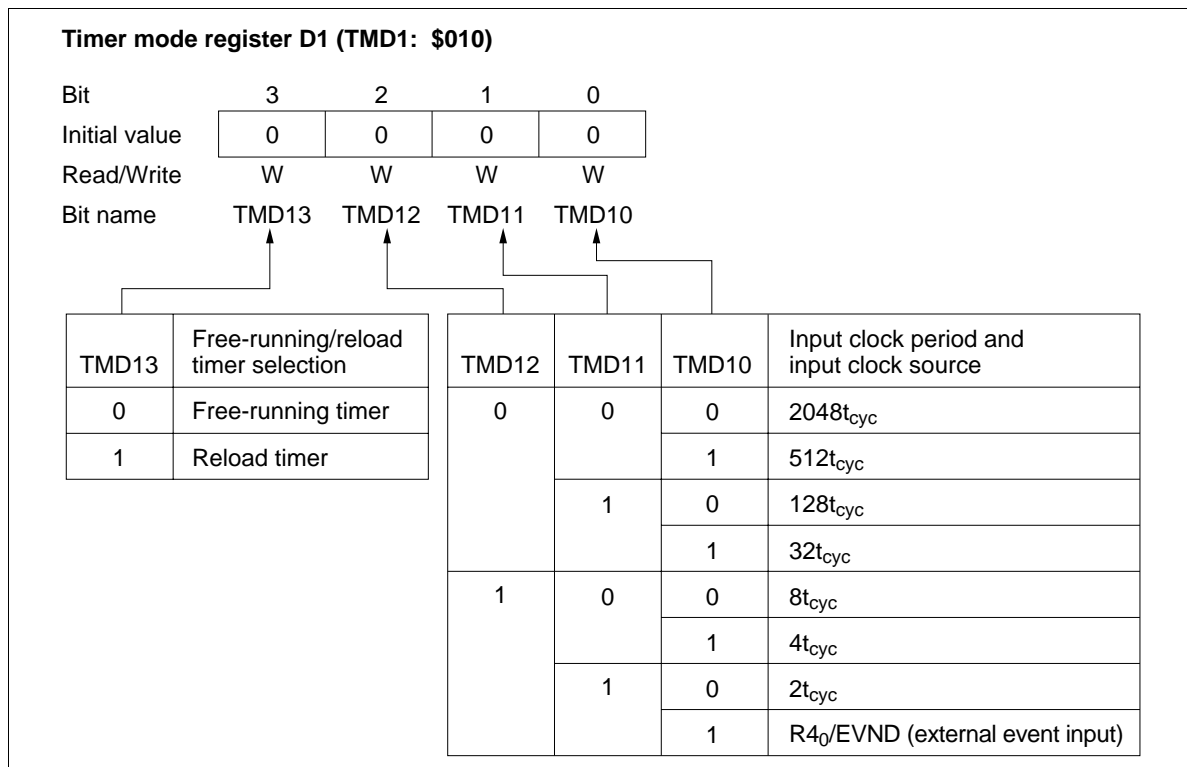 Timer mode register D1 (TMD1: $010)
Bit 3 2 1 0
Initial value 0 0 0 0
Read/Write W W W W
Bit name TMD13 TMD12 TMD11 TMD10
TMD13 Free-running/reload timer selection
0 Free-running timer
1 Reload timer
TMD12 TMD11 TMD10 Input clock period and input clock source
0 0 0 2048tcyc
1 512tcyc
1 0 128tcyc
1 32tcyc
1 0 0 8tcyc
1 4tcyc
1 0 2tcyc
1 R40/EVND (external event input)